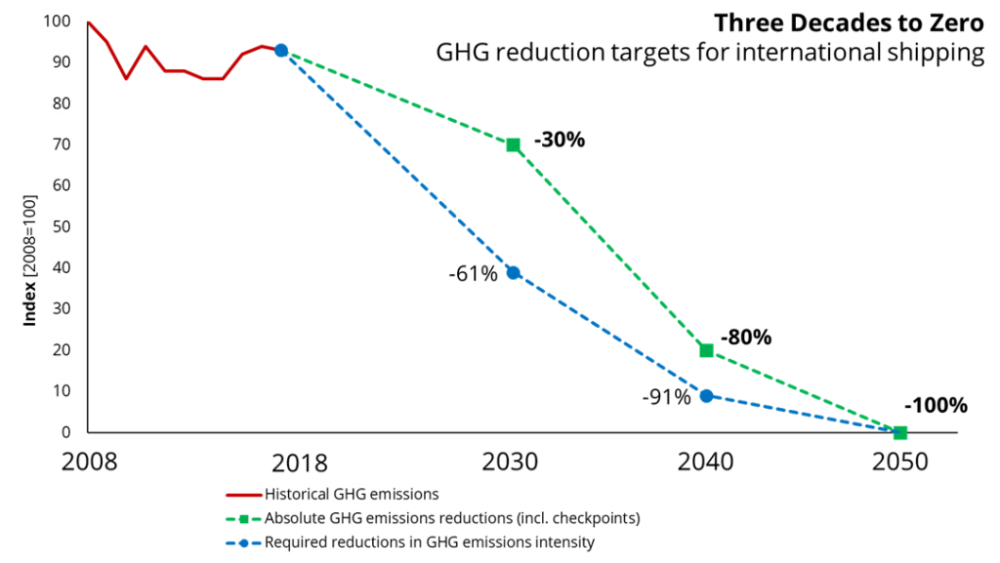 Three Decades to Zero
GHG reduction targets for international shipping
100
90
80
70
60
50
40
30
20
10
0
Index [2008=100]
-30%
-61%
-80%
-91%
-100%
2008 2018 2030 2040 2050
Historical GHG emissions
Absolute GHG emissions reductions (incl. checkpoints)
Required reductions in GHG emissions intensity